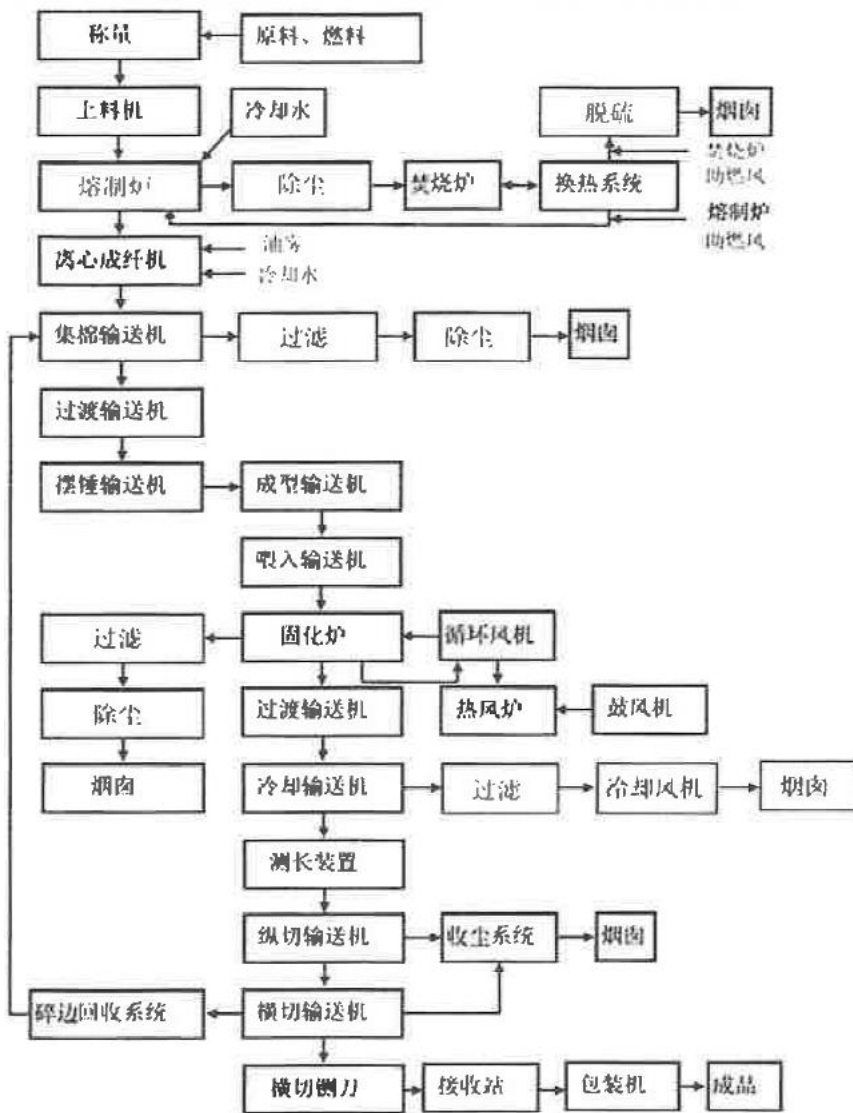 称量
原料、燃料
上料机
冷却水
脱硫
烟囱
焚烧炉
助燃风
熔制炉
除尘
焚烧炉
换热系统
熔制炉
助燃风
离心成纤机
油雾
冷却水
集棉输送机
过滤
除尘
烟囱
过渡输送机
摆锤输送机
成型输送机
喂入输送机
过滤
固化炉
循环风机
除尘
过渡输送机
热风炉
鼓风机
烟囱
冷却输送机
过滤
冷却风机
烟囱
测长装置
纵切输送机
收尘系统
烟囱
碎边回收系统
横切输送机
横切铡刀
接收站
包装机
成品